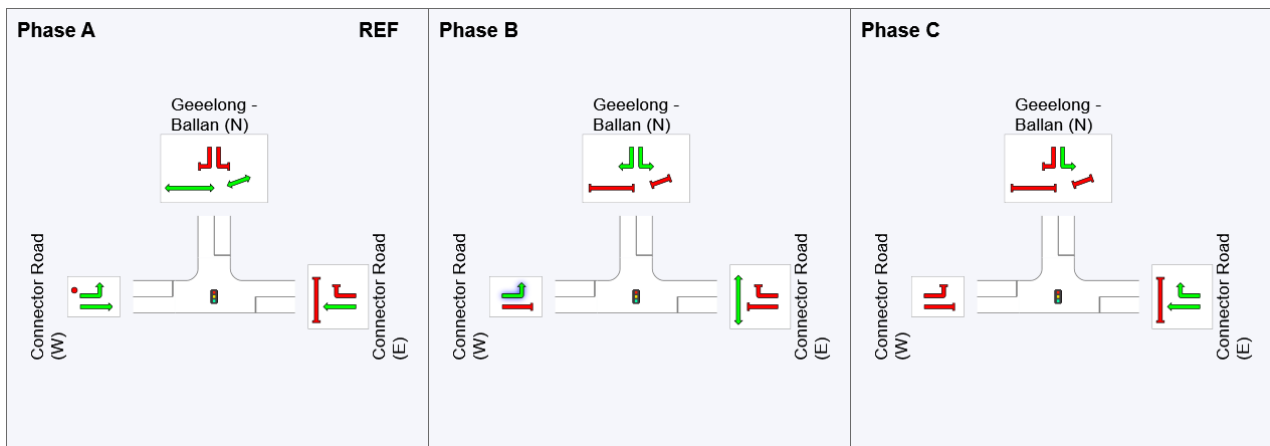 Phase A
REF
Geeelong -
Ballan (N)
Connector Road
(W)
Connector Road
(E)
Phase B
Geeelong -
Ballan (N)
Connector Road
(W)
Connector Road
(E)
Phase C
Geeelong -
Ballan (N)
Connector Road
(W)
Connector Road
(E)